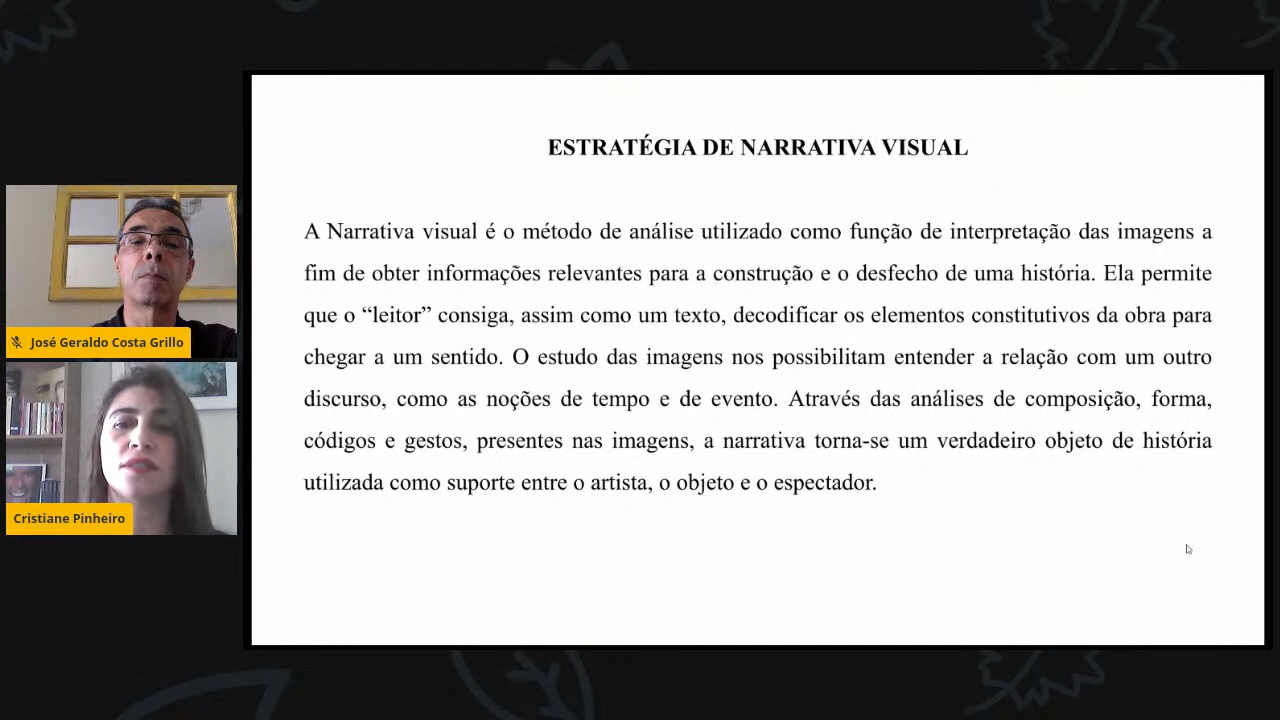 ESTRATÉGIA DE NARRATIVA VISUAL
A Narrativa visual é o método de análise utilizado como função de interpretação das imagens a
fim de obter informações relevantes para a construção e o desfecho de uma história. Ela permite
que o “leitor” consiga, assim como um texto, decodificar os elementos constitutivos da obra para
chegar a um sentido. O estudo das imagens nos possibilitam entender a relação com um outro
discurso, como as noções de tempo e de evento. Através das análises de composição, forma,
códigos e gestos, presentes nas imagens, a narrativa torna-se um verdadeiro objeto de história
utilizada como suporte entre o artista, o objeto e o espectador.
José Geraldo Costa Grillo
Cristiane Pinheiro